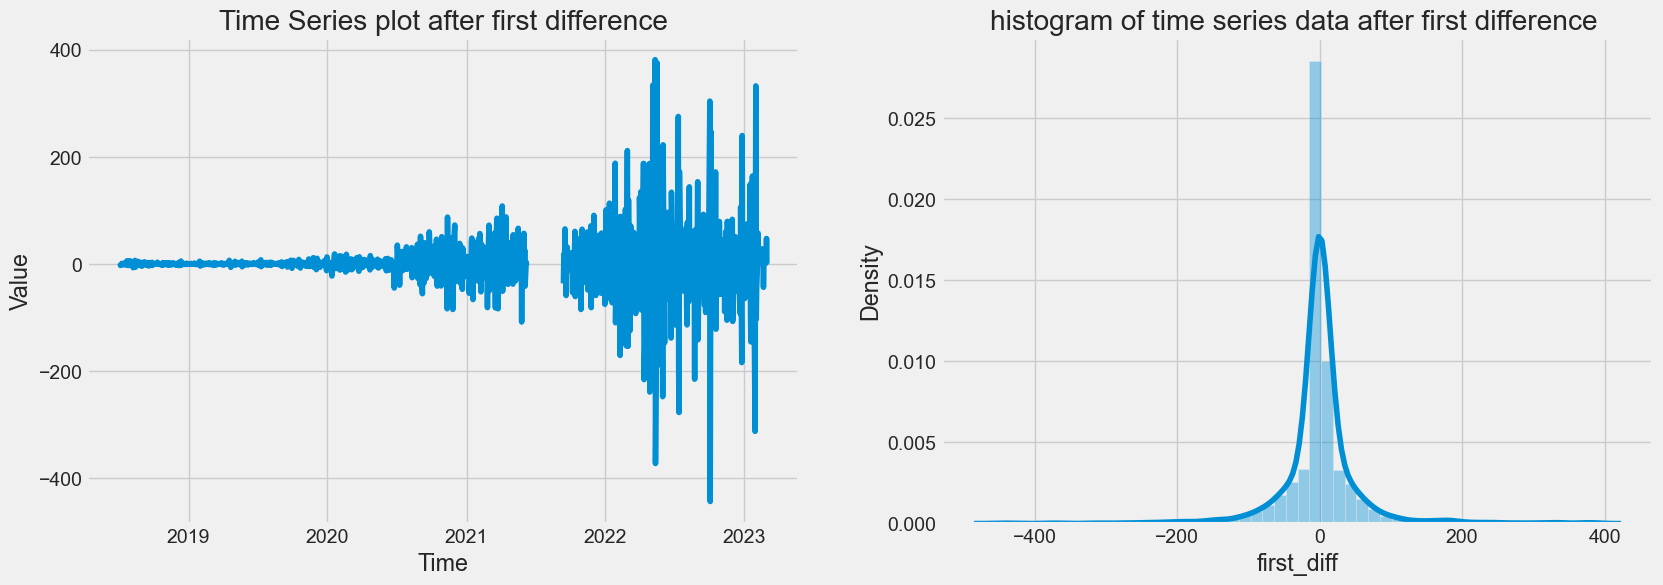 Time Series plot after first difference
400
200
0
−200
−400
Value
2019 2020 2021 2022 2023
Time
histogram of time series data after first difference
0.025
0.020
0.015
0.010
0.005
0.000
Density
−400 −200 0 200 400
first_diff